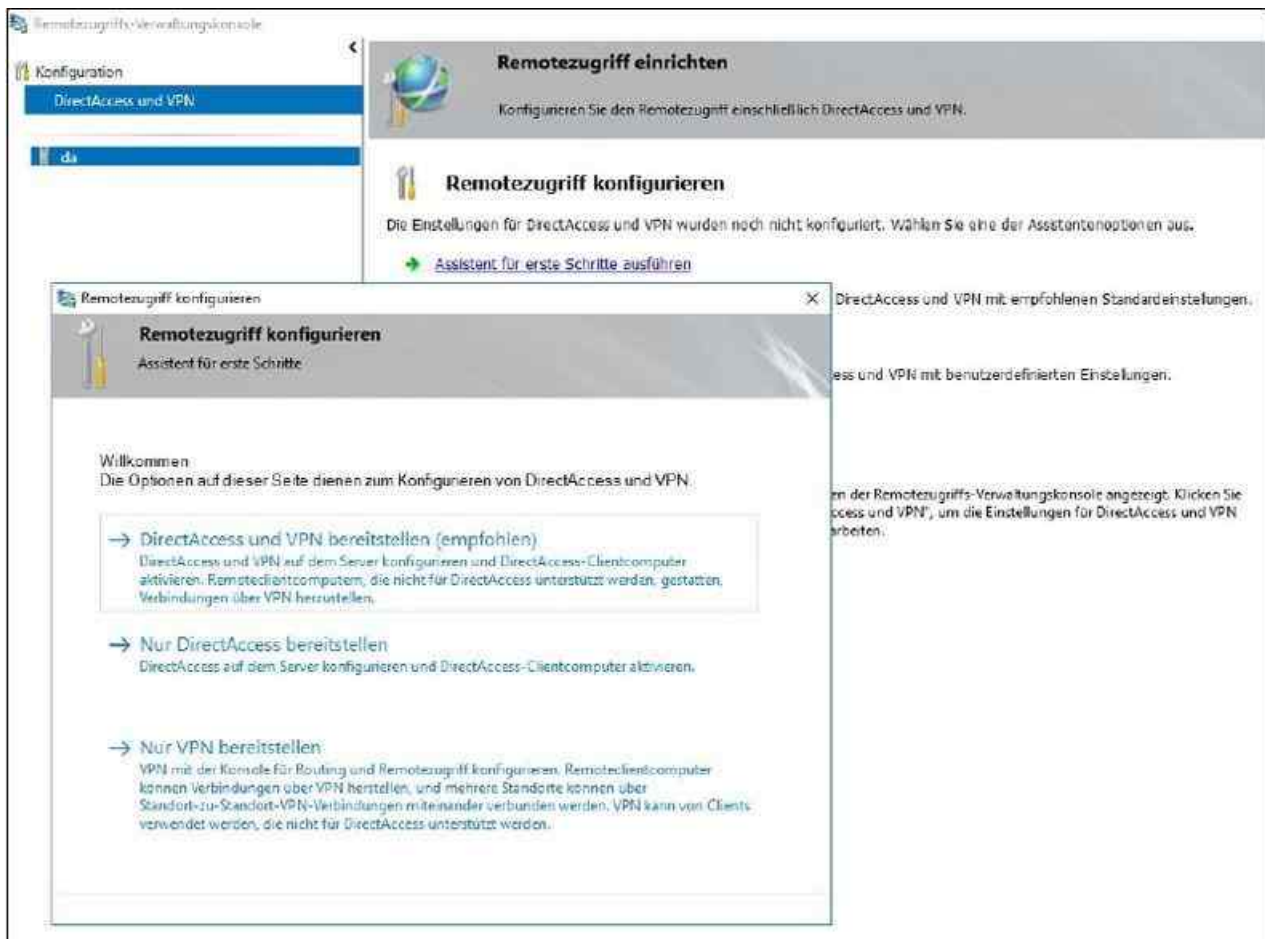 Remotezugriffs-Verwaltungskonsole
Konfiguration
DirectAccess und VPN
da
Remotezugriff einrichten
Konfigurieren Sie den Remotezugriff einschließlich DirectAccess und VPN.
Remotezugriff konfigurieren
Die Einstellungen für DirectAccess und VPN wurden noch nicht konfiguriert. Wählen Sie eine der Assistentenoptionen aus.
Assistent für erste Schritte ausführen
DirectAccess und VPN mit empfohlenen Standardeinstellungen.
ess und VPN mit benutzerdefinierten Einstellungen.
en der Remotezugriffs-Verwaltungskonsole angezeigt. Klicken Sie
ccess und VPN", um die Einstellungen für DirectAccess und VPN
arbeiten.
Remotezugriff konfigurieren
Remotezugriff konfigurieren
Assistent für erste Schritte
Willkommen
Die Optionen auf dieser Seite dienen zum Konfigurieren von DirectAccess und VPN.
DirectAccess und VPN bereitstellen (empfohlen)
DirectAccess und VPN auf dem Server konfigurieren und DirectAccess-Clientcomputer
aktivieren. Remoteclientcomputern, die nicht für DirectAccess unterstützt werden, gestatten,
Verbindungen über VPN herzustellen.
Nur DirectAccess bereitstellen
DirectAccess auf dem Server konfigurieren und DirectAccess-Clientcomputer aktivieren.
Nur VPN bereitstellen
VPN mit der Konsole für Routing und Remotezugriff konfigurieren. Remoteclientcomputer
können Verbindungen über VPN herstellen, und mehrere Standorte können über
Standort-zu-Standort-VPN-Verbindungen miteinander verbunden werden. VPN kann von Clients
verwendet werden, die nicht für DirectAccess unterstützt werden.